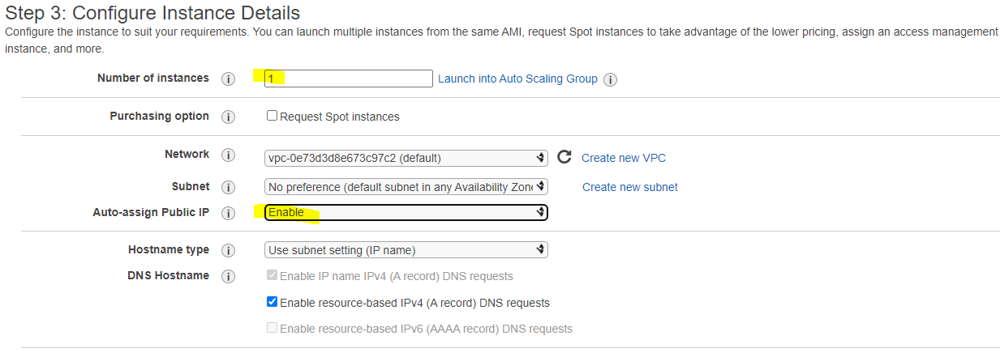 Step 3: Configure Instance Details
Configure the instance to suit your requirements. You can launch multiple instances from the same AMI, request Spot instances to take advantage of the lower pricing, assign an access management
instance, and more.
Number of instances i 1 Launch into Auto Scaling Group i
Purchasing option i Request Spot instances
Network i vpc-0e73d3d8e673c97c2 (default) Create new VPC
Subnet i No preference (default subnet in any Availability Zone Create new subnet
Auto-assign Public IP i Enable
Hostname type i Use subnet setting (IP name)
DNS Hostname i Enable IP name IPv4 (A record) DNS requests
Enable resource-based IPv4 (A record) DNS requests
Enable resource-based IPv6 (AAAA record) DNS requests